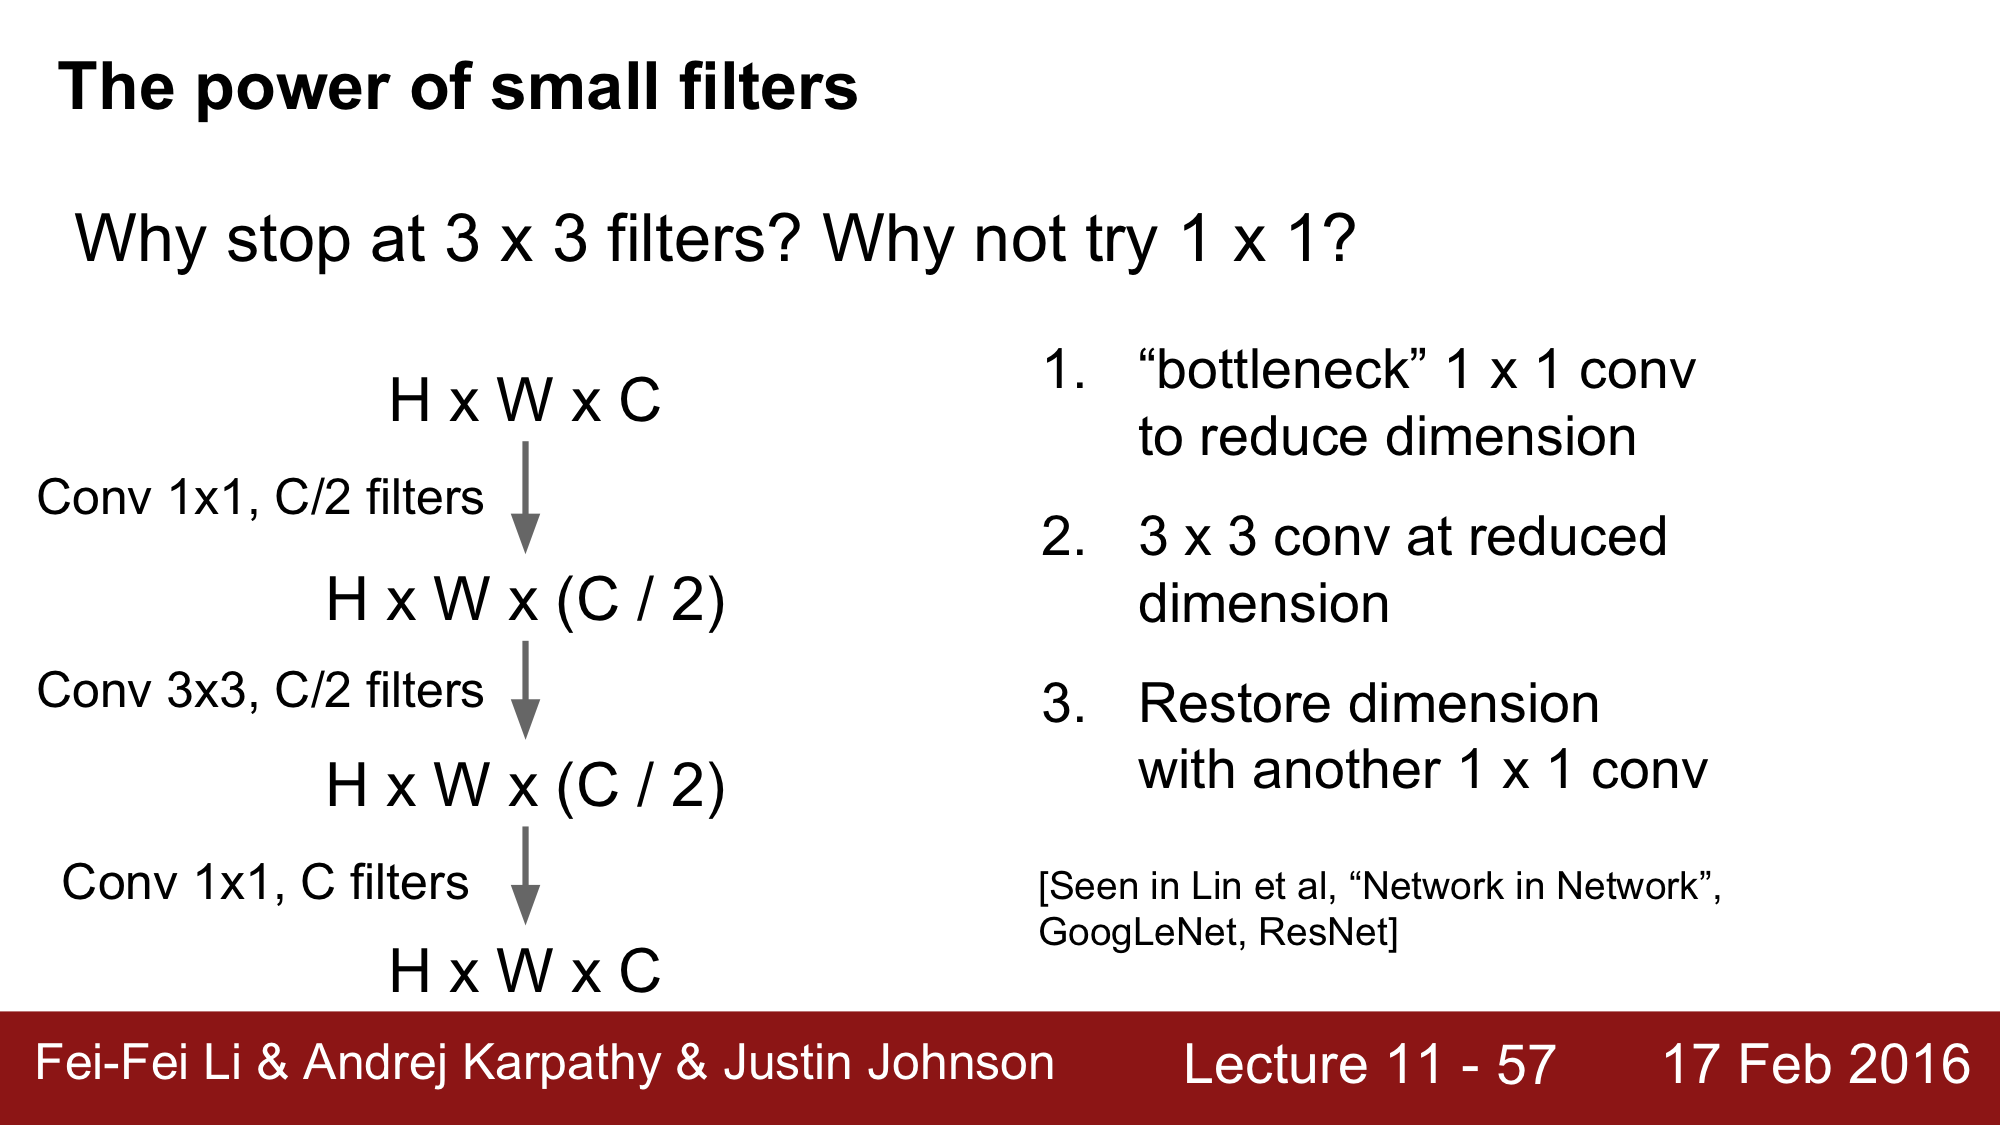 The power of small filters
Why stop at 3 x 3 filters? Why not try 1 x 1?
H x W x C
Conv 1x1, C/2 filters
H x W x (C / 2)
Conv 3x3, C/2 filters
H x W x (C / 2)
Conv 1x1, C filters
H x W x C
1. “bottleneck” 1 x 1 conv
to reduce dimension
2. 3 x 3 conv at reduced
dimension
3. Restore dimension
with another 1 x 1 conv
[Seen in Lin et al, “Network in Network”,
GoogLeNet, ResNet]
Fei-Fei Li & Andrej Karpathy & Justin Johnson Lecture 11 - 57 17 Feb 2016